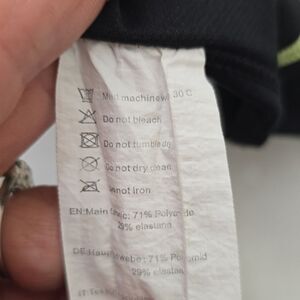 Mild machinewash 30 C
Do not bleach
Do not tumble dry
Do not dry clean
Do not iron
EN:Main fabric: 71% Polyamide
29% elastane
DE:Hauptgewebe: 71% Polyamid
29% elastan